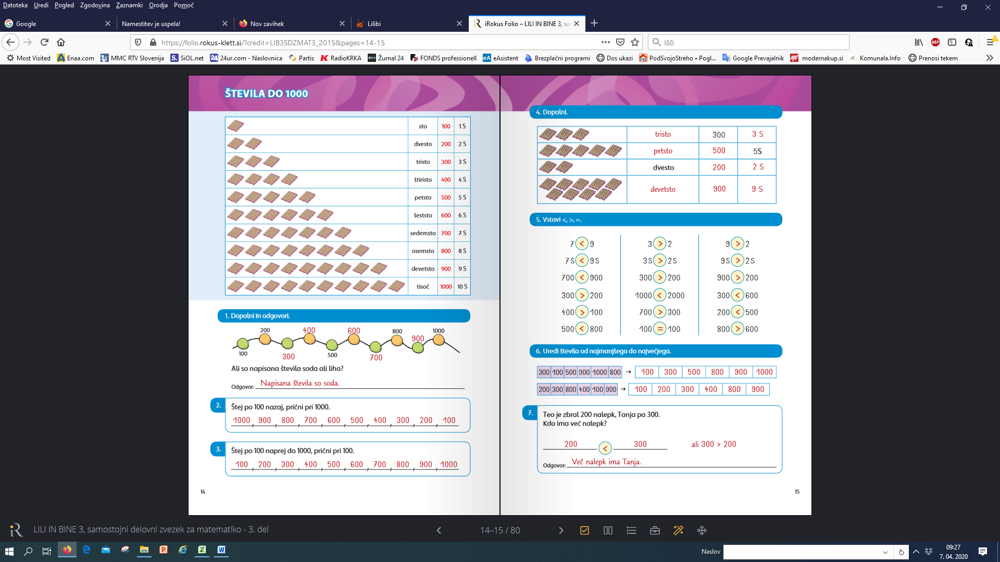 Datoteka Uredi Pogled Zgodovina Zaznamki Orodja Pomoč
Google Namestitev je uspela! Nov zavihek Lilibi iRokus Folio – LILI IN BINE 3, sa
https://folio.rokus-klett.si/?credit=LIB3SDZMAT3_2015&pages=14-15 Išči
Most Visited Enaa.com MMC RTV Slovenija SiOL.net 24ur.com - Naslovnica Partis RadioKRKA Žurnal 24 FONDS professionell eAsistent Brezplačni programi Dos ukazi PodSvojoStreho • Pogl... Google Prevajalnik modernakup.si Komunala.Info Prenosi tekem
ŠTEVILA DO 1000
sto 100 1 S
dvesto 200 2 S
tristo 300 3 S
štiristo 400 4 S
petsto 500 5 S
šeststo 600 6 S
sedemsto 700 7 S
osemsto 800 8 S
devetsto 900 9 S
tisoč 1000 10 S
1. Dopolni in odgovori.
200 400 600 800 1000
100 300 500 700 900
Ali so napisana števila soda ali liha?
Odgovor: Napisana števila so soda.
2. Štej po 100 nazaj, prični pri 1000.
1000, 900, 800, 700, 600, 500, 400, 300, 200, 100
3. Štej po 100 naprej do 1000, prični pri 100.
100, 200, 300, 400, 500, 600, 700, 800, 900, 1000
14
4. Dopolni.
tristo 300 3 S
petsto 500 5S
dvesto 200 2 S
devetsto 900 9 S
5. Vstavi <, >, =.
7 < 9 3 > 2 9 > 2
7 S < 9 S 3 S > 2 S 9 S > 2 S
700 < 900 300 > 200 900 > 200
300 > 200 1000 < 2000 300 < 600
400 > 100 700 > 300 200 < 500
500 < 800 100 = 100 800 > 600
6. Uredi števila od najmanjšega do največjega.
300 100 500 900 1000 800 → 100 300 500 800 900 1000
200 300 800 400 100 900 → 100 200 300 400 800 900
7. Teo je zbral 200 nalepk, Tanja pa 300.
Kdo ima več nalepk?
200 < 300 ali 300 > 200
Odgovor: Več nalepk ima Tanja.
15
LILI IN BINE 3, samostojni delovni zvezek za matematiko - 3. del 14–15 / 80
Naslov 09:27
7. 04. 2020